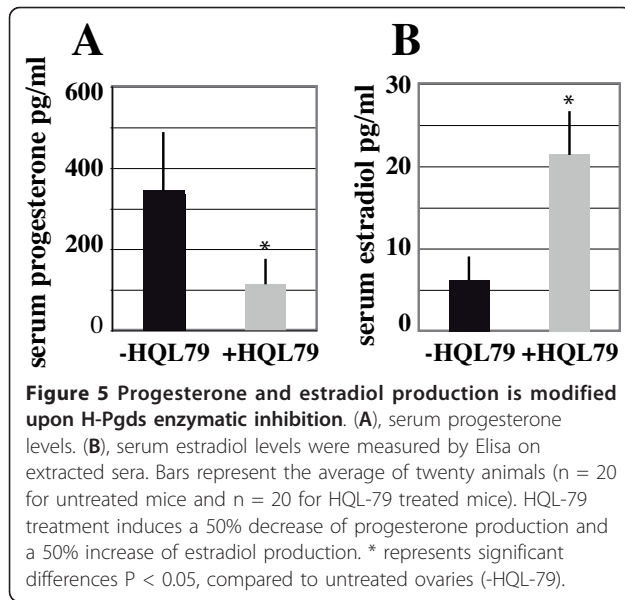 A
B
serum progesterone pg/ml
600
400
200
0
*
-HQL79 +HQL79
serum estradiol pg/ml
30
20
10
0
*
-HQL79 +HQL79
Figure 5 Progesterone and estradiol production is modified
upon H-Pgds enzymatic inhibition. (A), serum progesterone
levels. (B), serum estradiol levels were measured by Elisa on
extracted sera. Bars represent the average of twenty animals (n = 20
for untreated mice and n = 20 for HQL-79 treated mice). HQL-79
treatment induces a 50% decrease of progesterone production and
a 50% increase of estradiol production. * represents significant
differences P < 0.05, compared to untreated ovaries (-HQL-79).